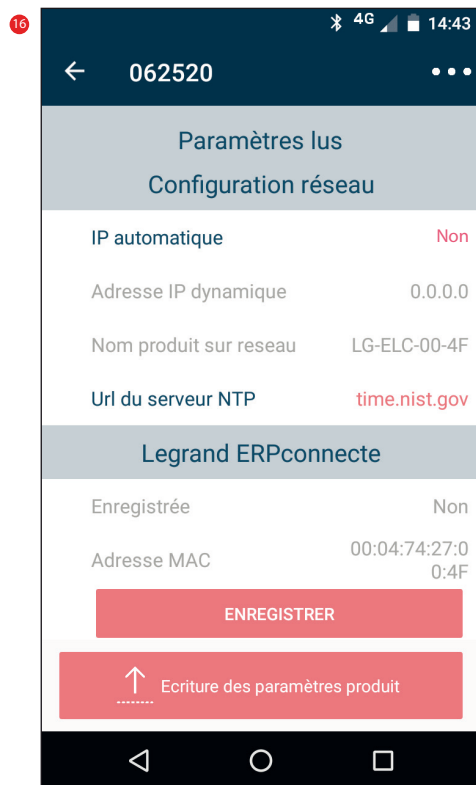 16
4G 14:43
062520
Paramètres lus
Configuration réseau
IP automatique Non
Adresse IP dynamique 0.0.0.0
Nom produit sur reseau LG-ELC-00-4F
Url du serveur NTP time.nist.gov
Legrand ERPconnecte
Enregistrée Non
Adresse MAC 00:04:74:27:0
0:4F
ENREGISTRER
Ecriture des paramètres produit